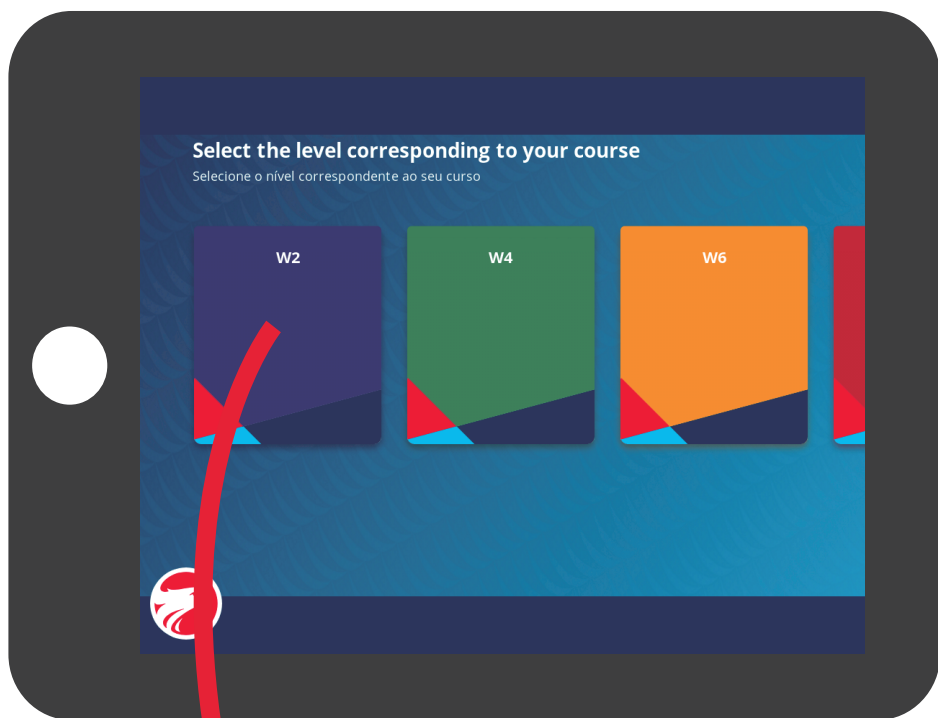 Select the level corresponding to your course
Selecione o nível correspondente ao seu curso
W2
W4
W6